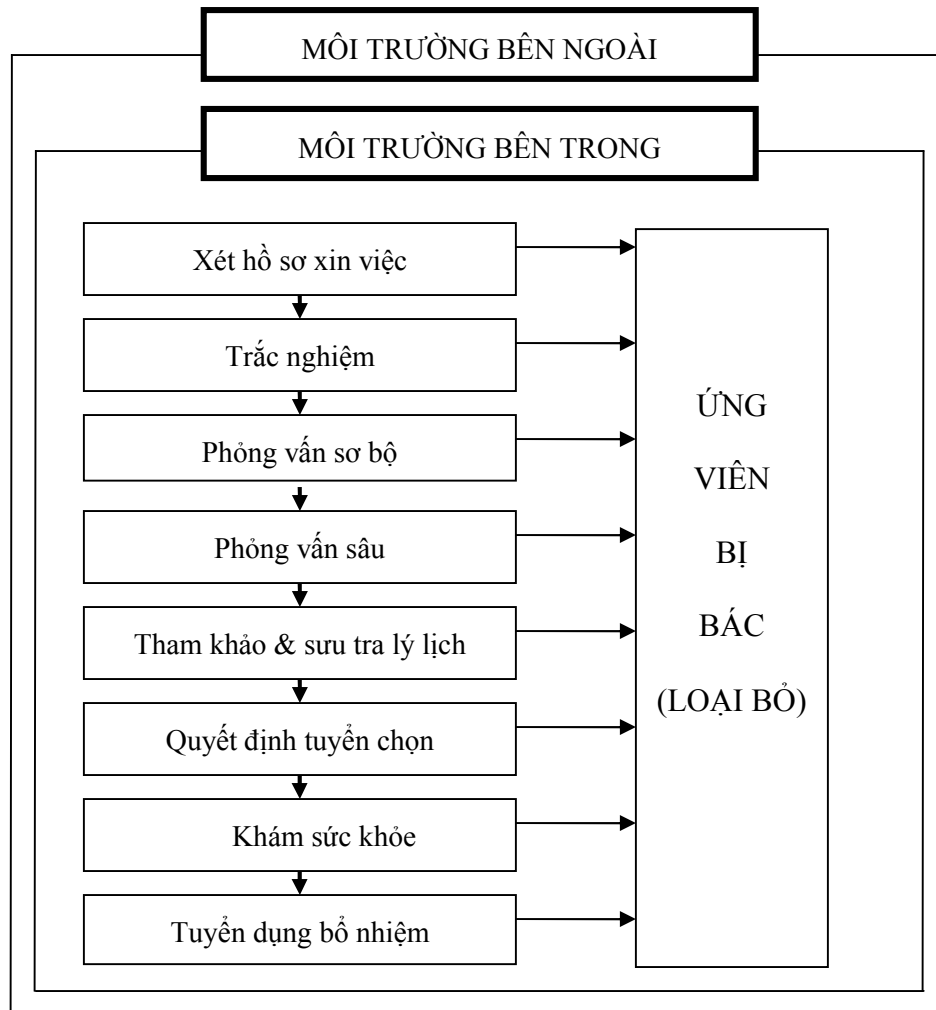 MÔI TRƯỜNG BÊN NGOÀI
MÔI TRƯỜNG BÊN TRONG
Xét hồ sơ xin việc
Trắc nghiệm
Phỏng vấn sơ bộ
Phỏng vấn sâu
Tham khảo & sưu tra lý lịch
Quyết định tuyển chọn
Khám sức khỏe
Tuyển dụng bổ nhiệm
ỨNG
VIÊN
BỊ
BÁC
(LOẠI BỎ)